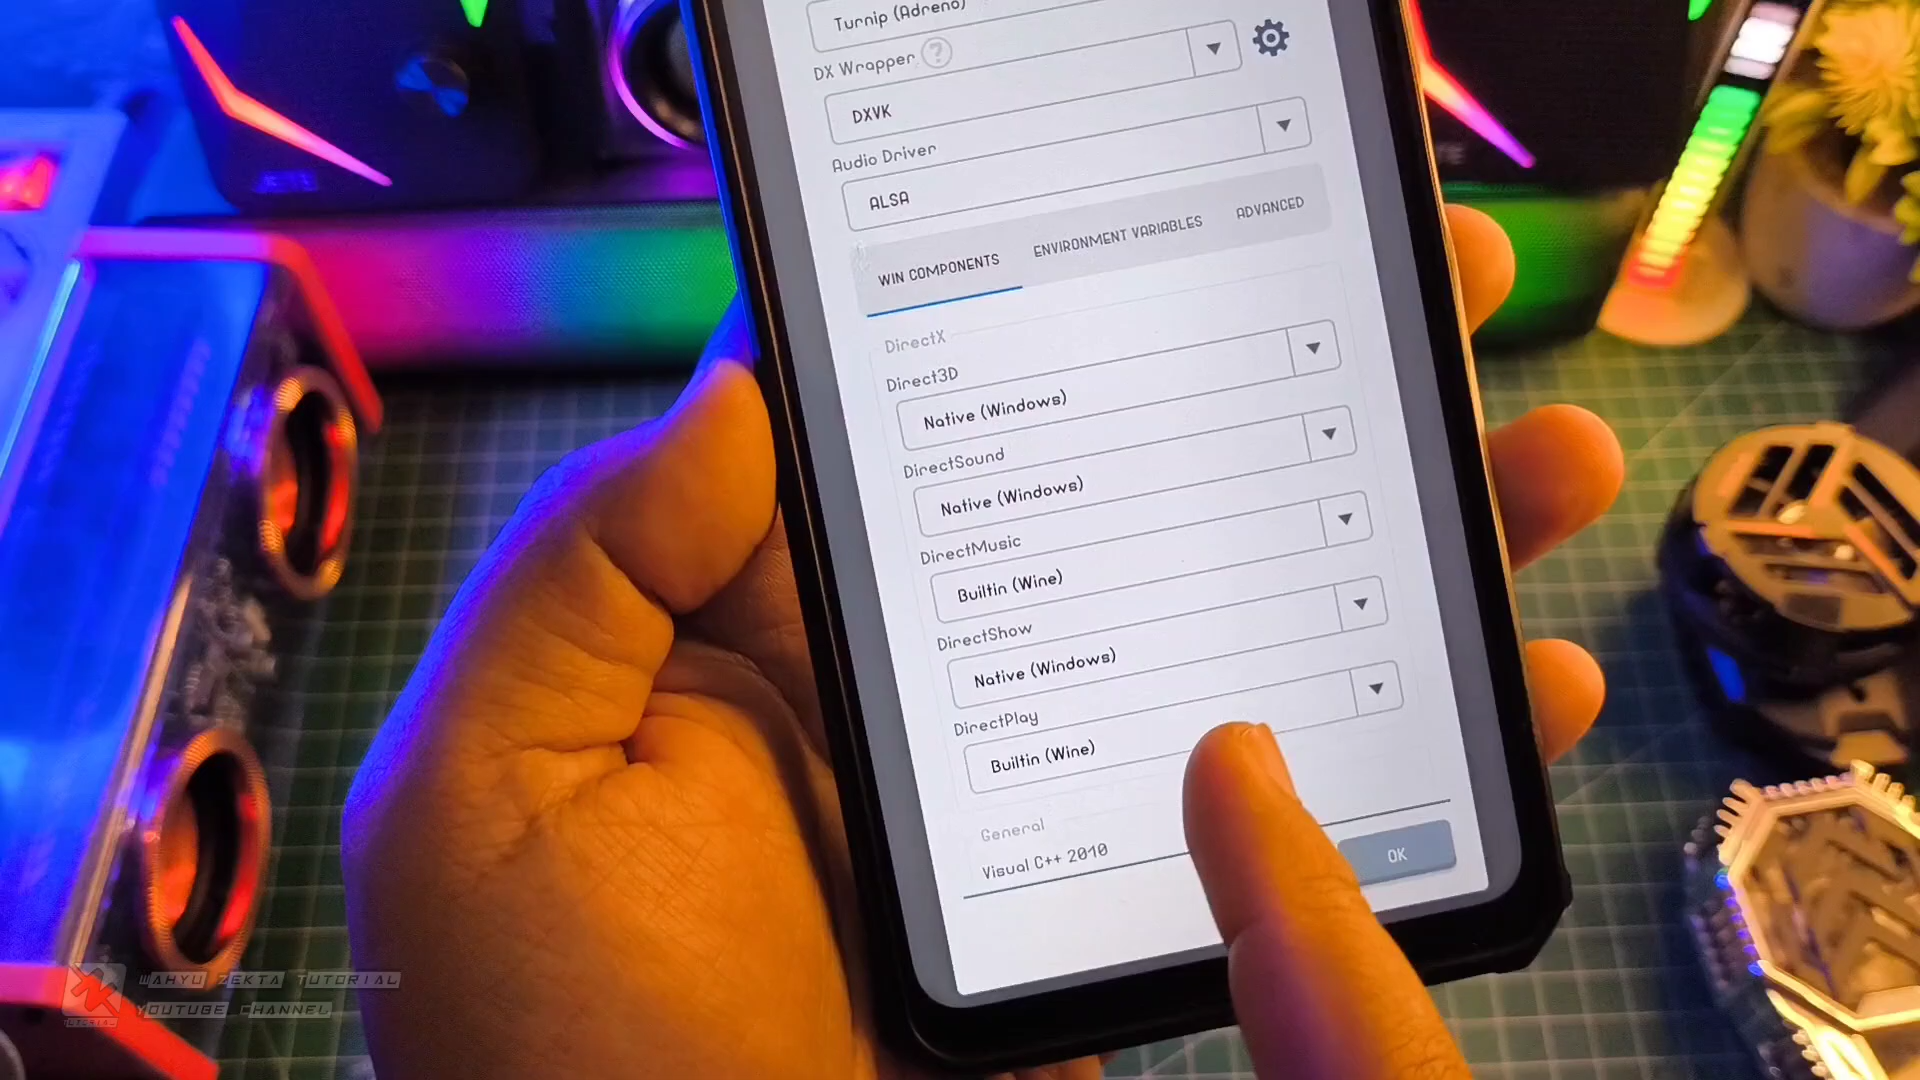 Turnip (Adreno)
DX Wrapper ?
DXVK
Audio Driver
ALSA
WIN COMPONENTS
ENVIRONMENT VARIABLES
ADVANCED
DirectX
Direct3D
Native (Windows)
DirectSound
Native (Windows)
DirectMusic
Builtin (Wine)
DirectShow
Native (Windows)
DirectPlay
Builtin (Wine)
General
Visual C++ 2010
OK
WAHYU ZEKTA TUTORIAL
YOUTUBE CHANNEL